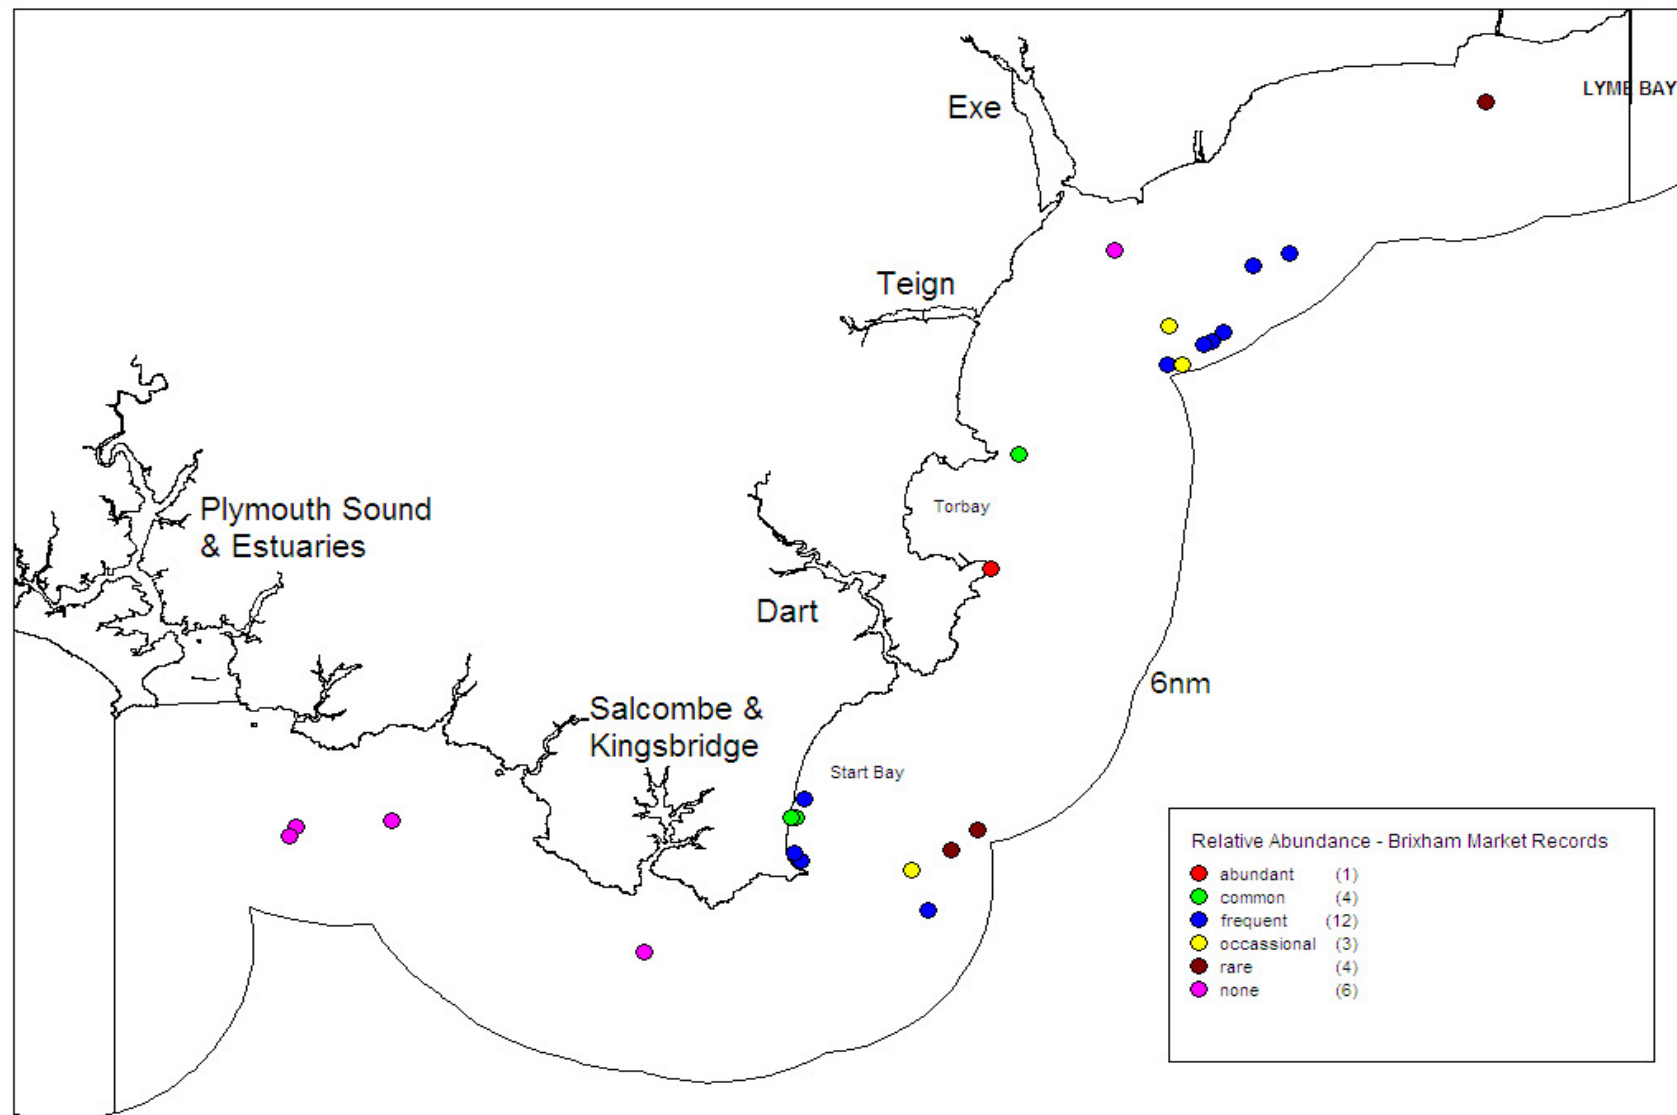 LYME BAY
Exe
Teign
Plymouth Sound
& Estuaries
Torbay
Dart
6nm
Salcombe &
Kingsbridge
Start Bay
Relative Abundance - Brixham Market Records
abundant (1)
common (4)
frequent (12)
occassional (3)
rare (4)
none (6)